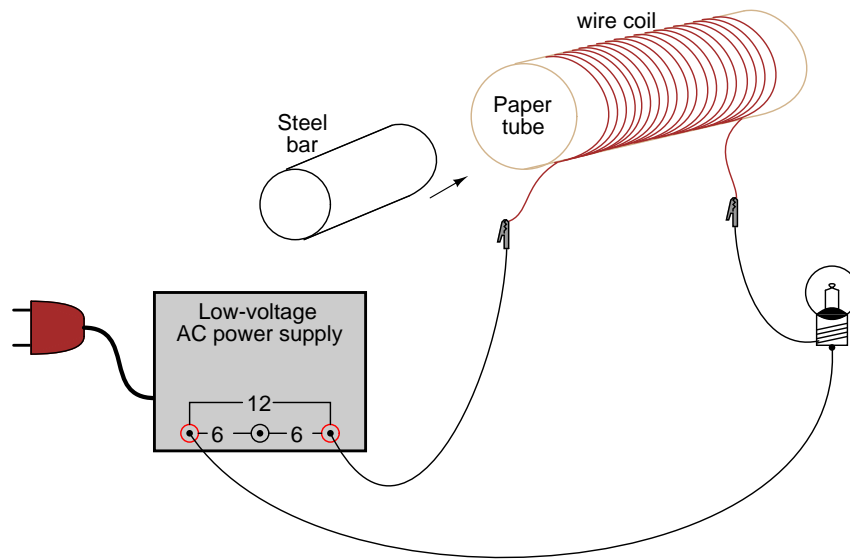 wire coil
Paper
tube
Steel
bar
Low-voltage
AC power supply
12
6 6